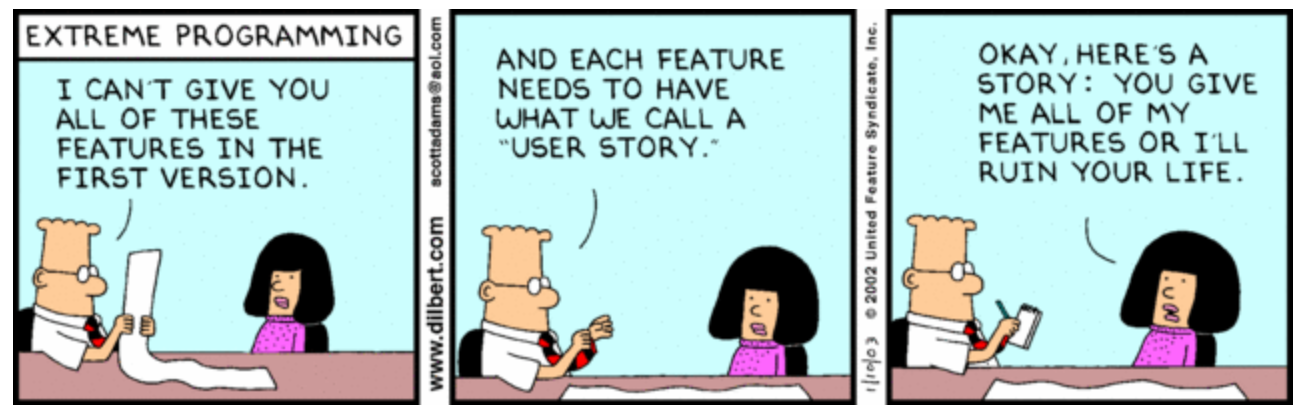 EXTREME PROGRAMMING
I CAN'T GIVE YOU
ALL OF THESE
FEATURES IN THE
FIRST VERSION.
www.dilbert.com scottadams@aol.com
AND EACH FEATURE
NEEDS TO HAVE
WHAT WE CALL A
"USER STORY."
1/10/03 © 2002 United Feature Syndicate, Inc.
OKAY, HERE'S A
STORY: YOU GIVE
ME ALL OF MY
FEATURES OR I'LL
RUIN YOUR LIFE.